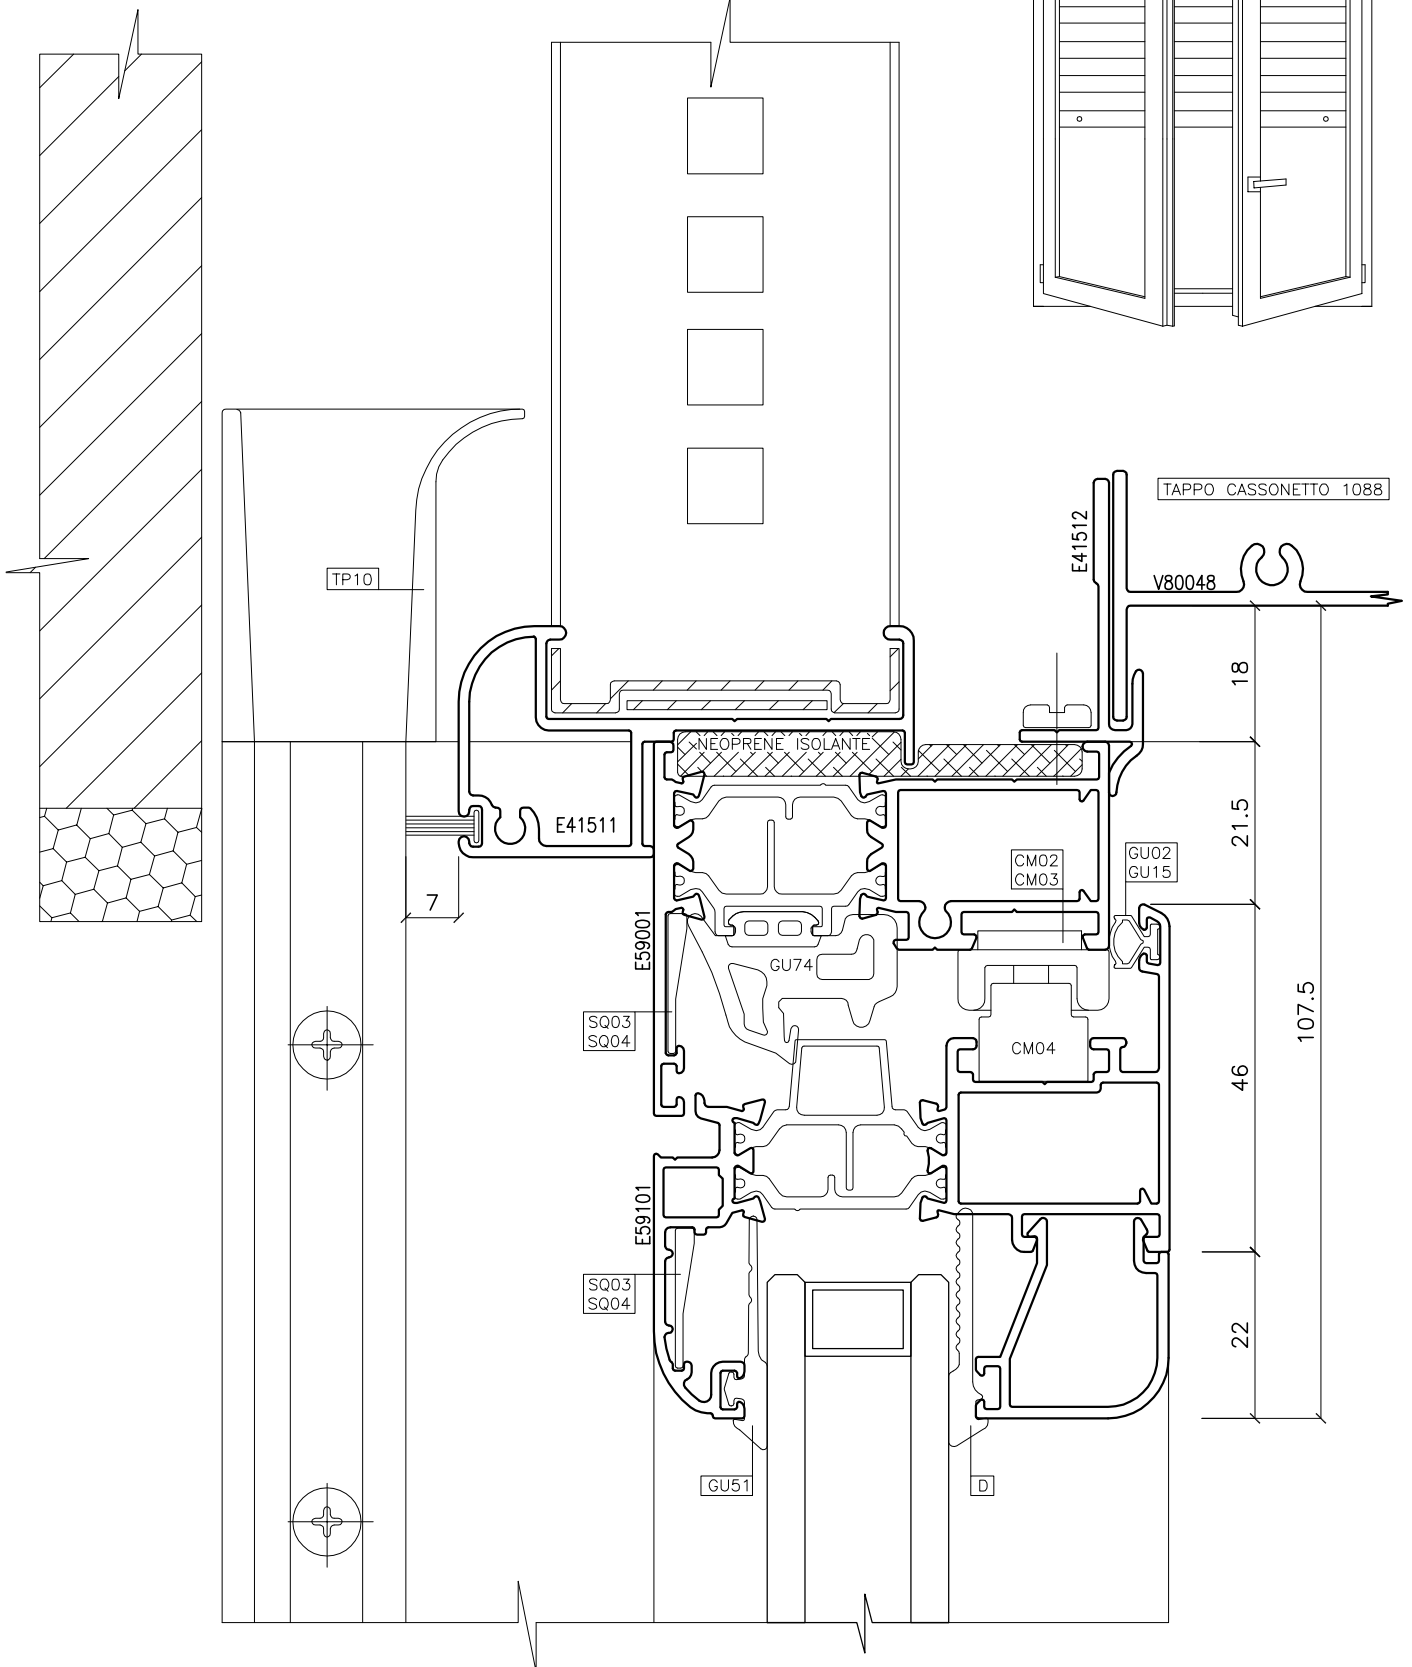 TAPPO CASSONETTO 1088
E41512
TP10
V80048
18
NEOPRENE ISOLANTE
E41511
21.5
CM02
CM03
GU02
GU15
7
E59001
GU74
107.5
SQ03
SQ04
CM04
46
E59101
SQ03
SQ04
22
GU51
D